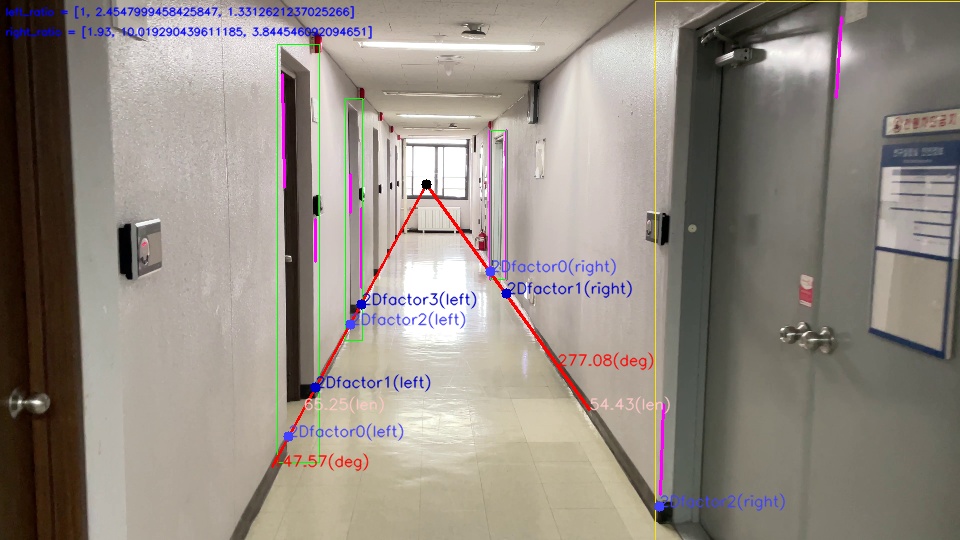 left_ratio = [1, 2.4547999458425847, 1.3312621237025266]
right_ratio = [1.93, 10.019290439611185, 3.844546092094651]
2Dfactor0(right)
2Dfactor1(right)
2Dfactor3(left)
2Dfactor2(left)
277.08(deg)
2Dfactor1(left)
65.25(len)
54.43(len)
2Dfactor0(left)
247.57(deg)
2Dfactor2(right)